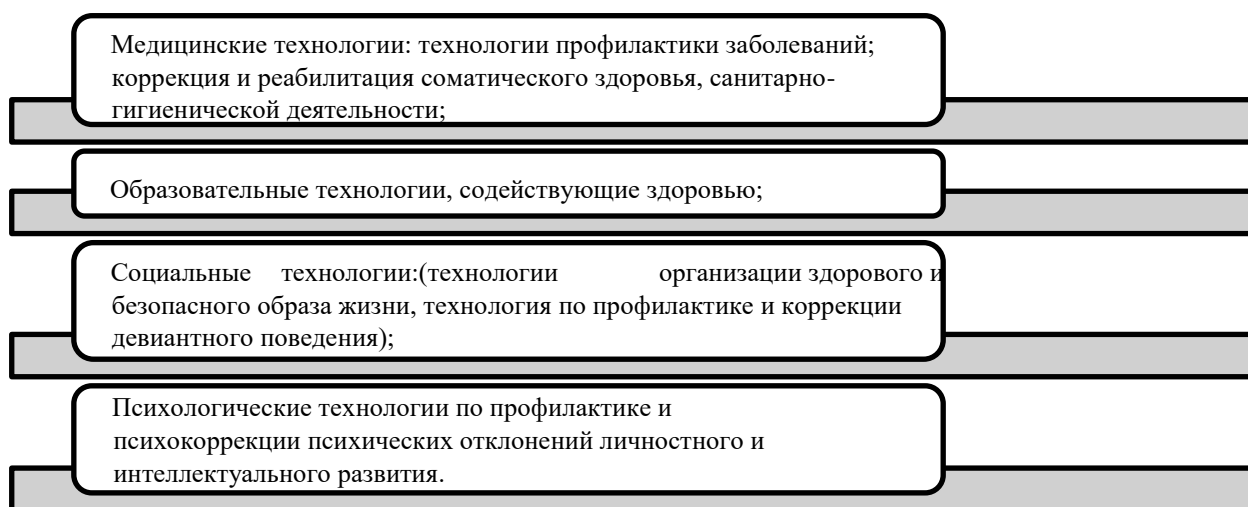 Медицинские технологии: технологии профилактики заболеваний;
коррекция и реабилитация соматического здоровья, санитарно-
гигиенической деятельности;
Образовательные технологии, содействующие здоровью;
Социальные технологии:(технологии организации здорового и
безопасного образа жизни, технология по профилактике и коррекции
девиантного поведения);
Психологические технологии по профилактике и
психокоррекции психических отклонений личностного и
интеллектуального развития.